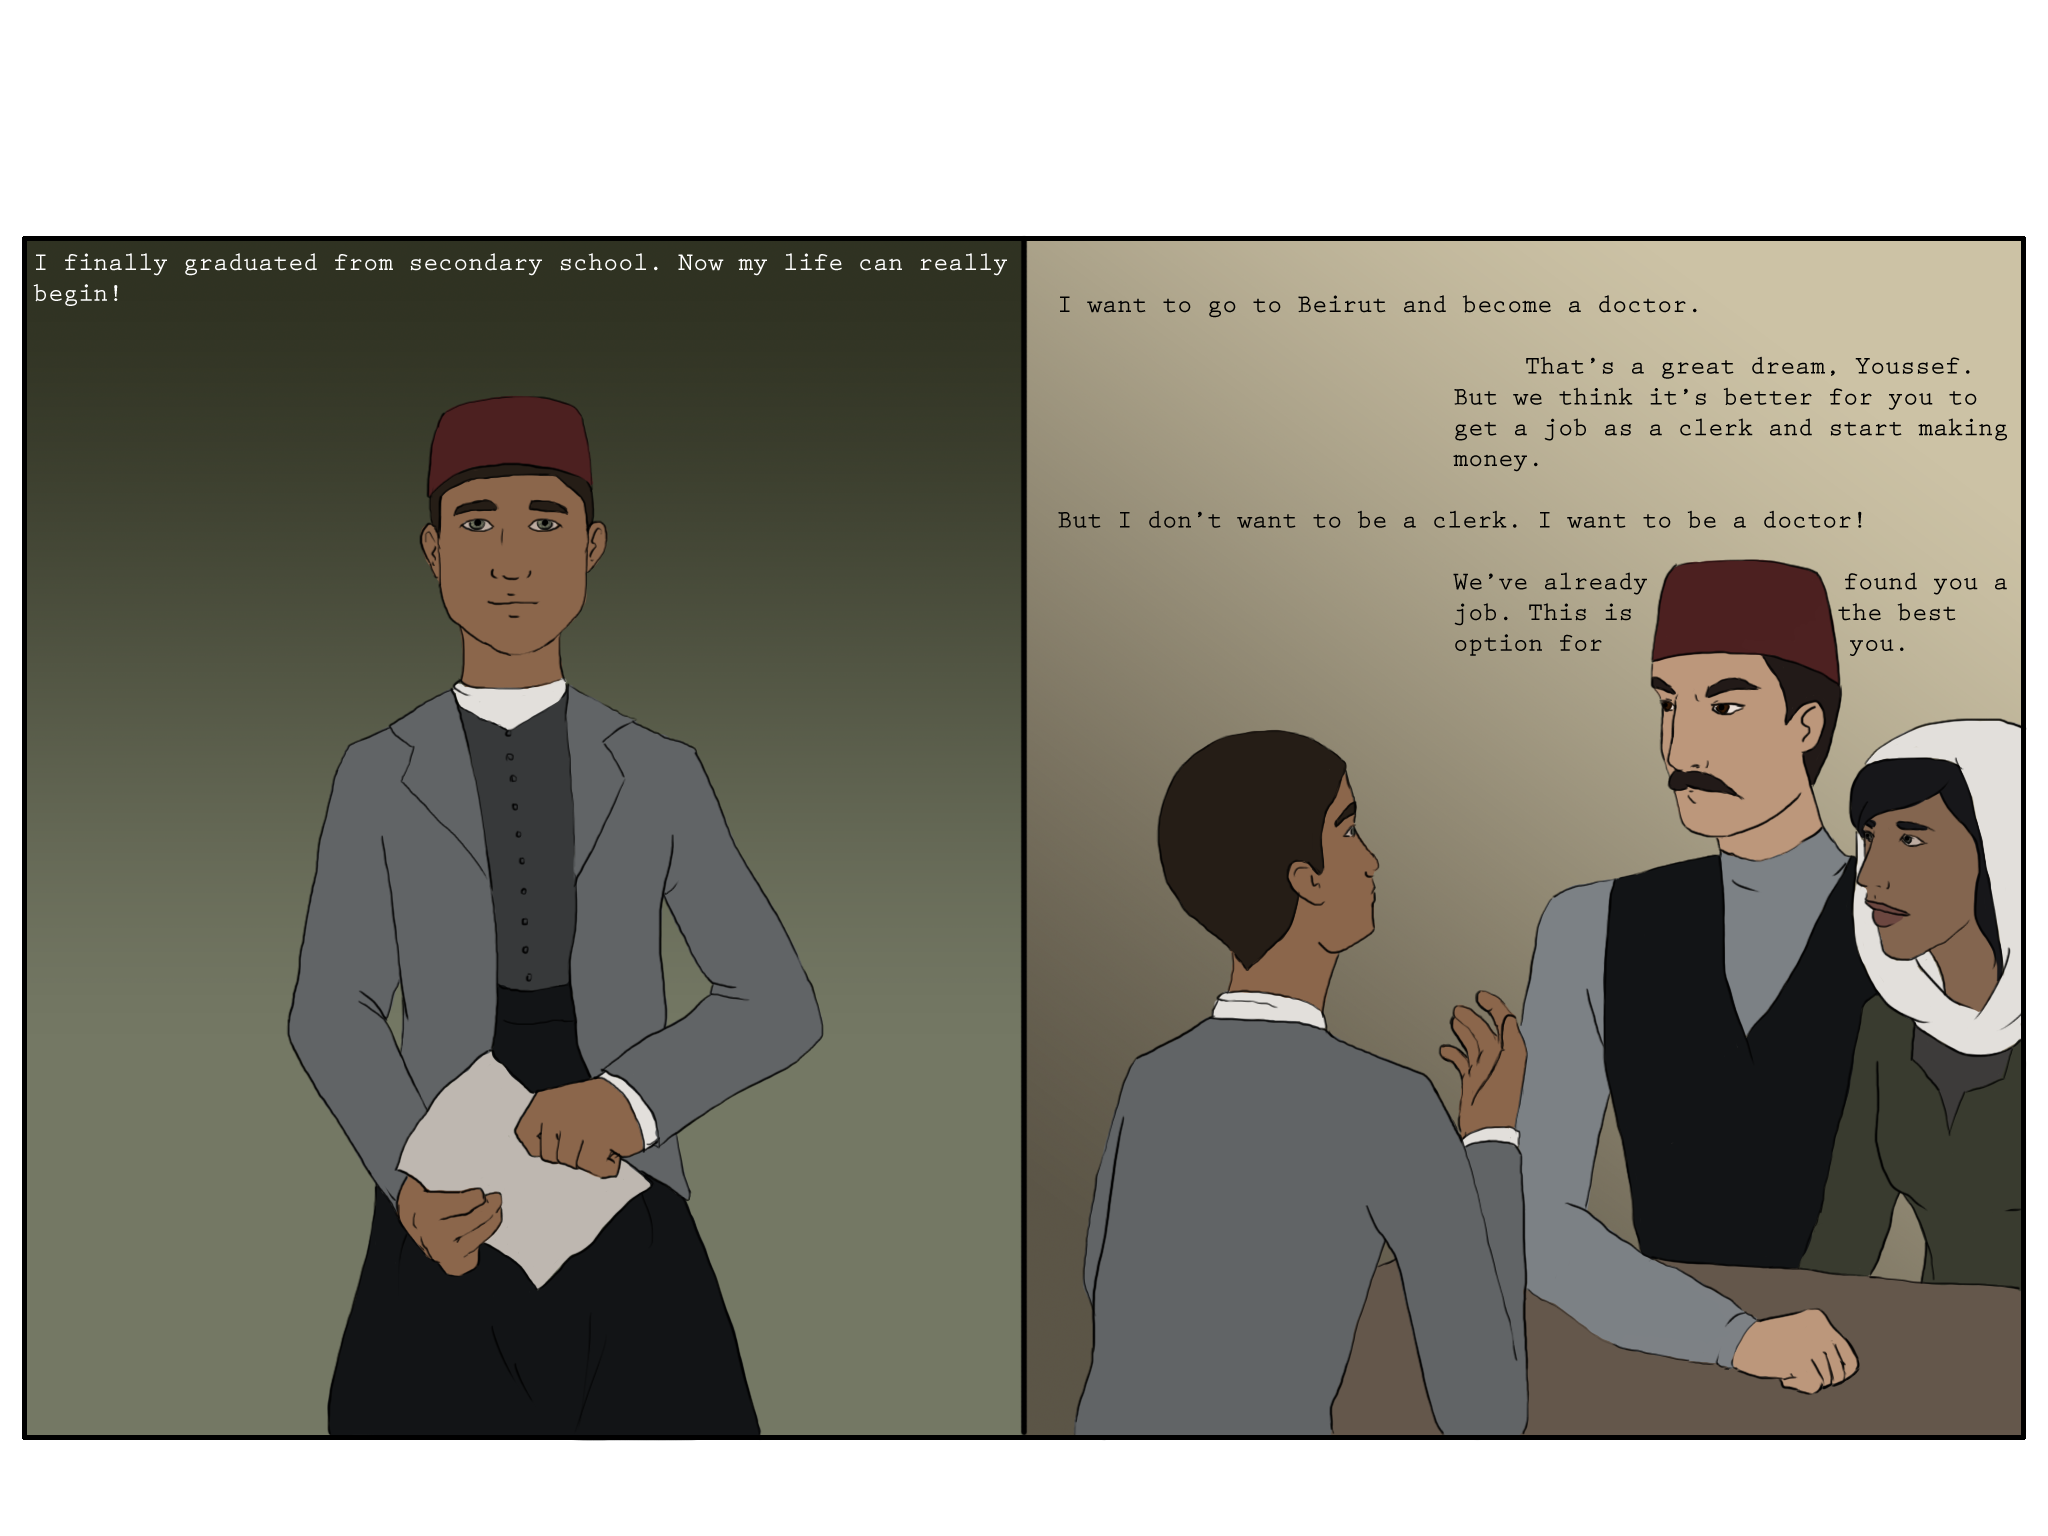 I finally graduated from secondary school. Now my life can really
begin!
I want to go to Beirut and become a doctor.
That's a great dream, Youssef.
But we think it's better for you to
get a job as a clerk and start making
money.
But I don't want to be a clerk. I want to be a doctor!
We've already found you a
job. This is the best
option for you.